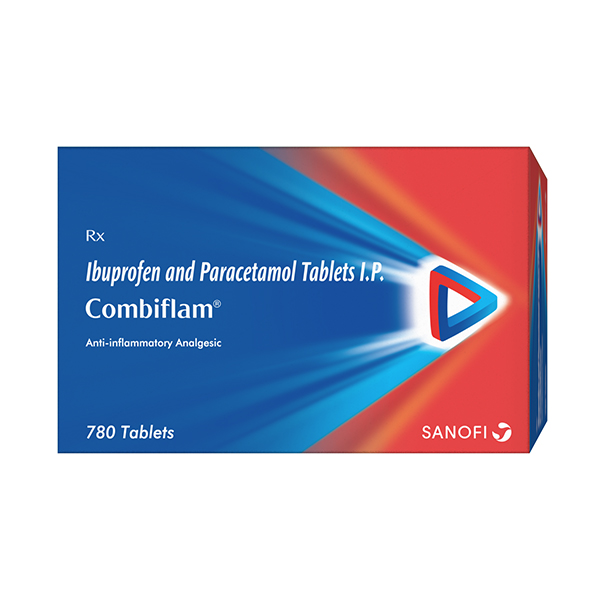 Rx
Ibuprofen and Paracetamol Tablets I.P.
Combiflam®
Anti-inflammatory Analgesic
780 Tablets
SANOFI